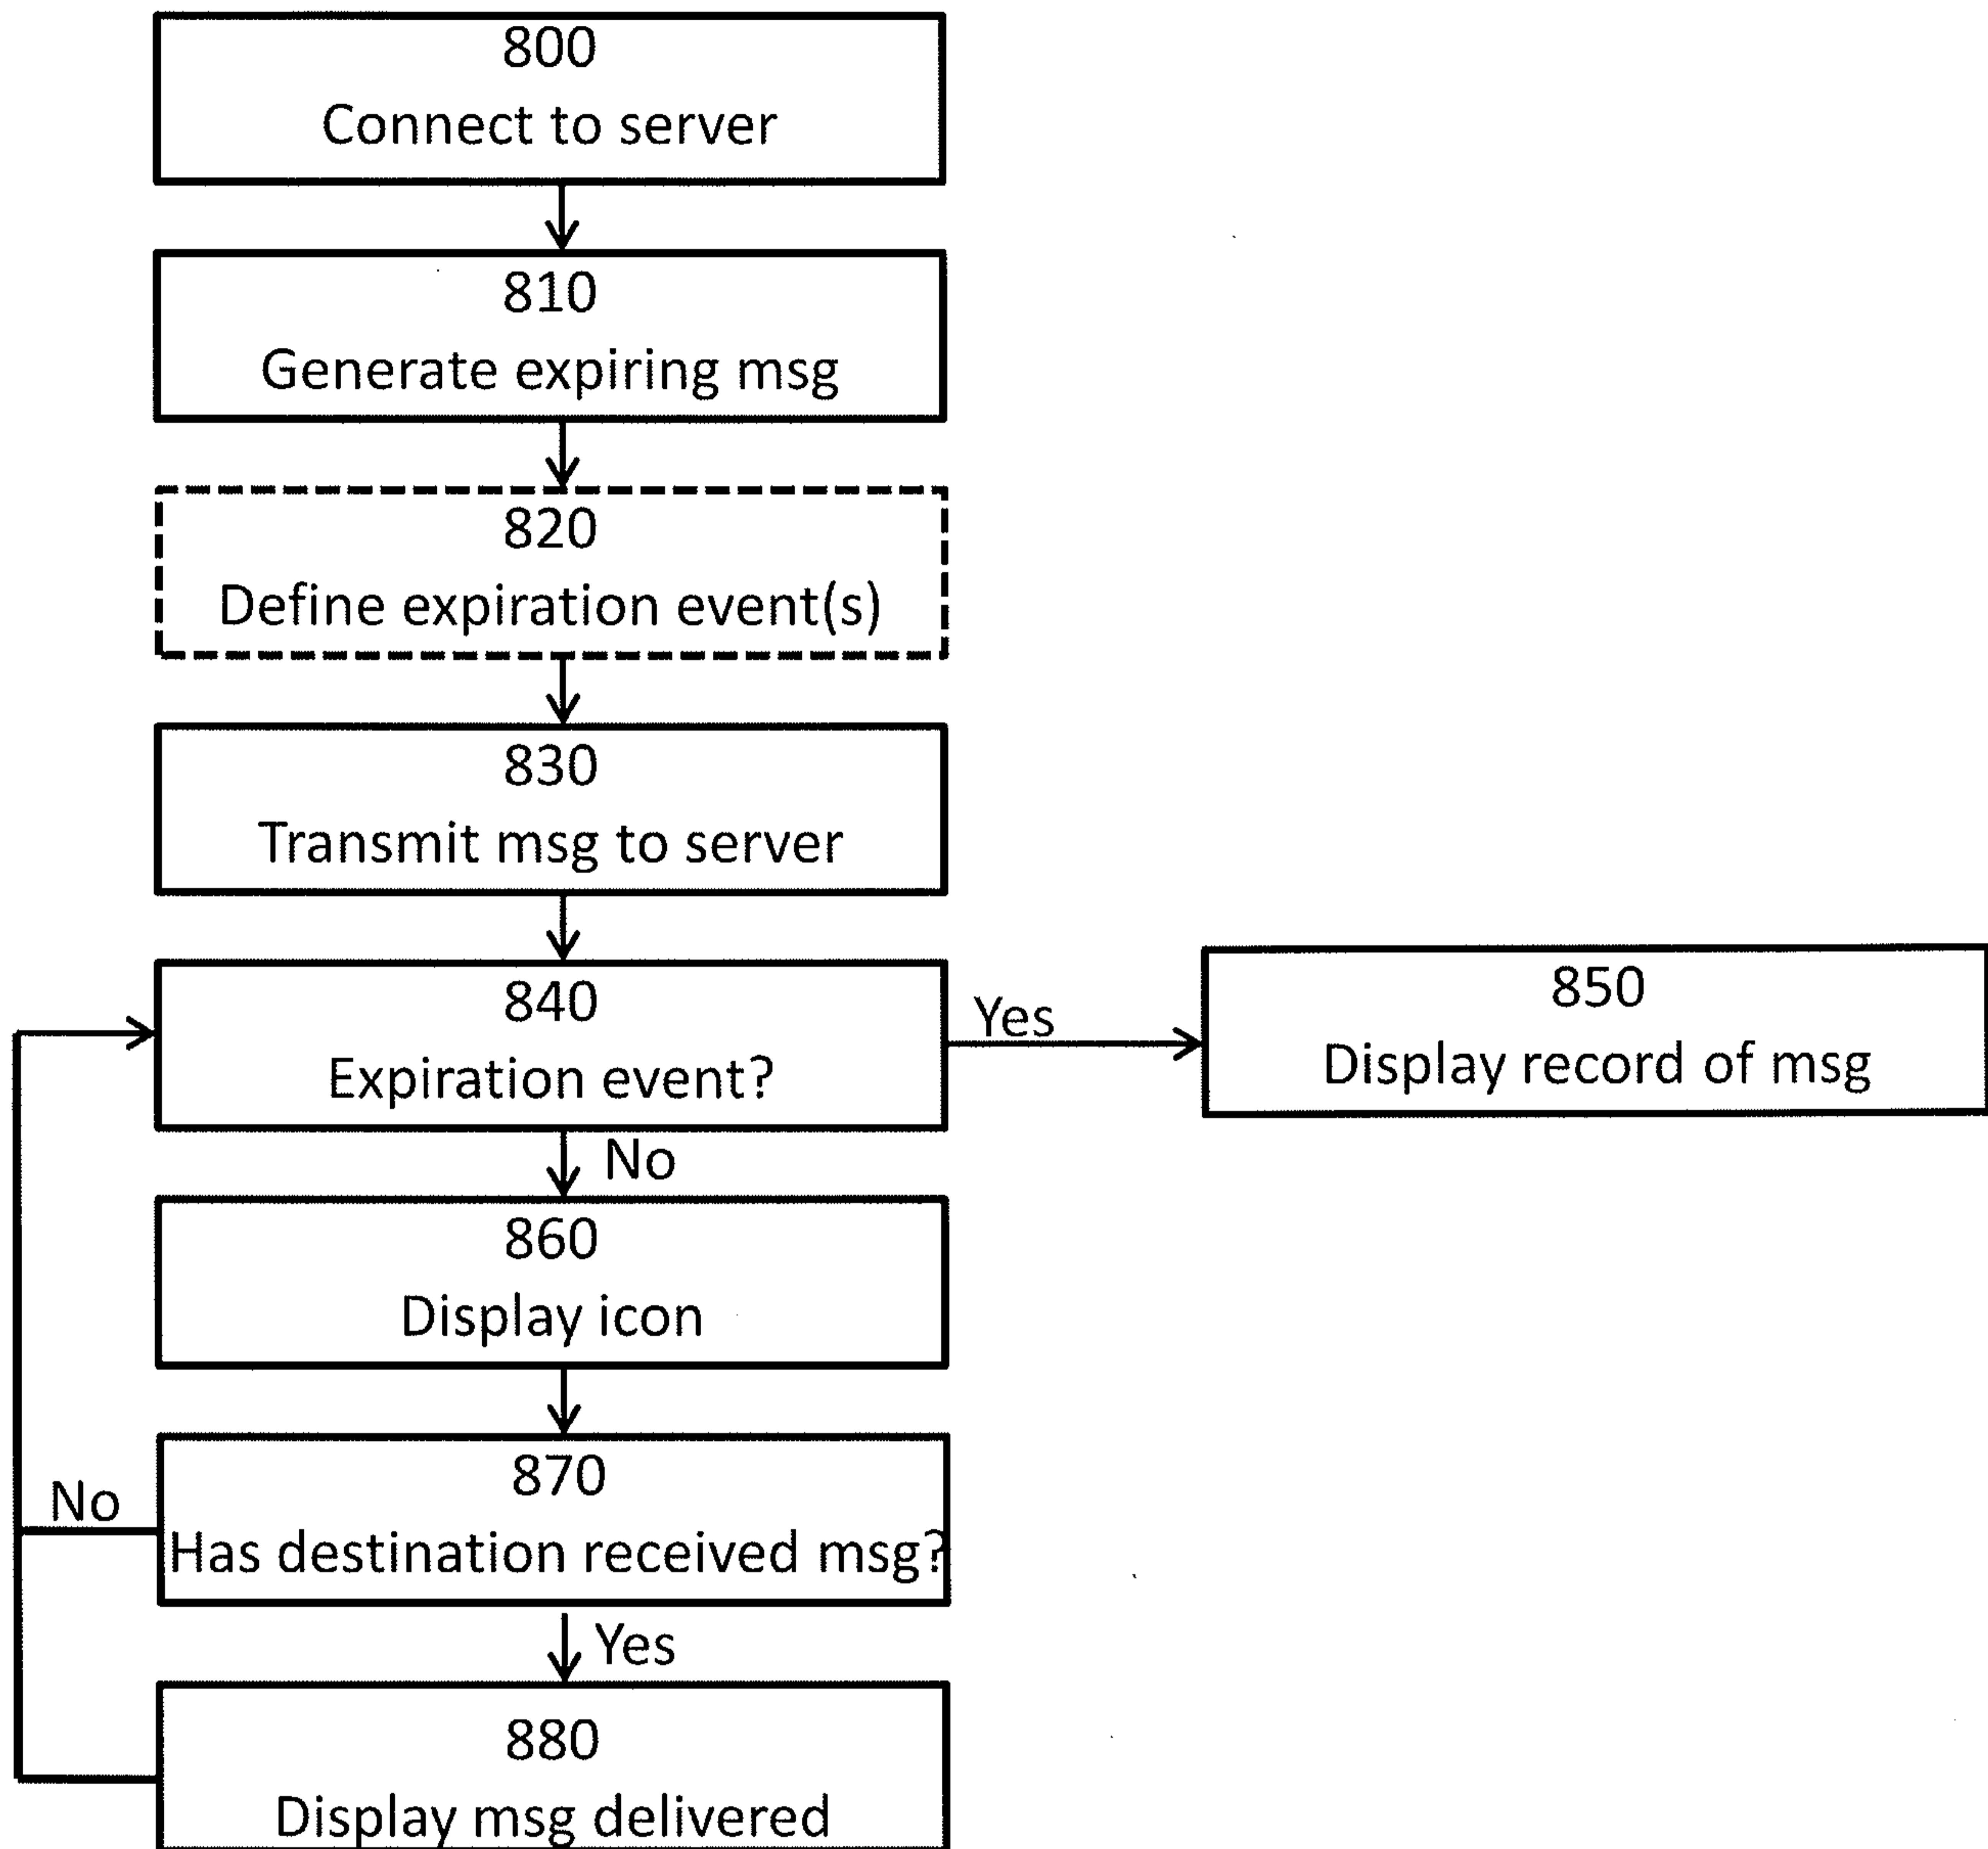 800
Connect to server
810
Generate expiring msg
820
Define expiration event(s)
830
Transmit msg to server
840
Expiration event?
Yes
850
Display record of msg
No
860
Display icon
870
Has destination received msg?
No
Yes
880
Display msg delivered